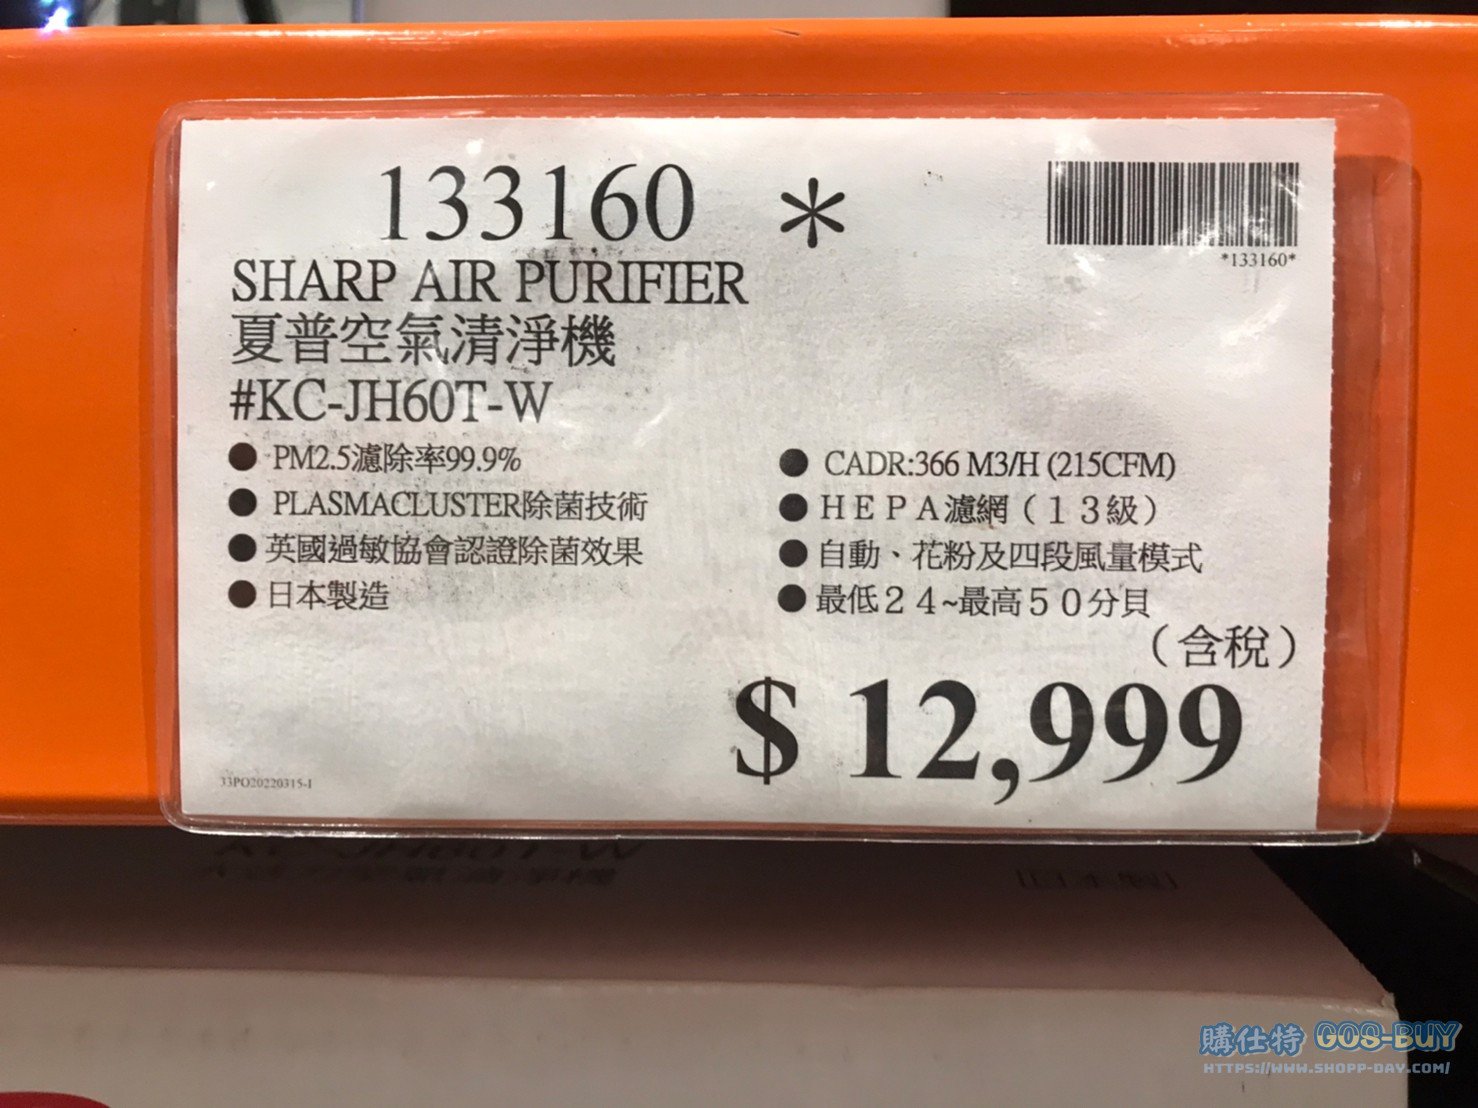 133160 *
*133160*
SHARP AIR PURIFIER
夏普空氣清淨機
#KC-JH60T-W
● PM2.5濾除率99.9%
● PLASMACLUSTER除菌技術
● 英國過敏協會認證除菌效果
● 日本製造
● CADR:366 M3/H (215CFM)
● ＨＥＰＡ濾網（１３級）
● 自動、花粉及四段風量模式
● 最低２４~最高５０分貝
（含稅）
$ 12,999
33PO20220315-1
購仕特 GOS-BUY
HTTPS://WWW.SHOPP-DAY.COM/